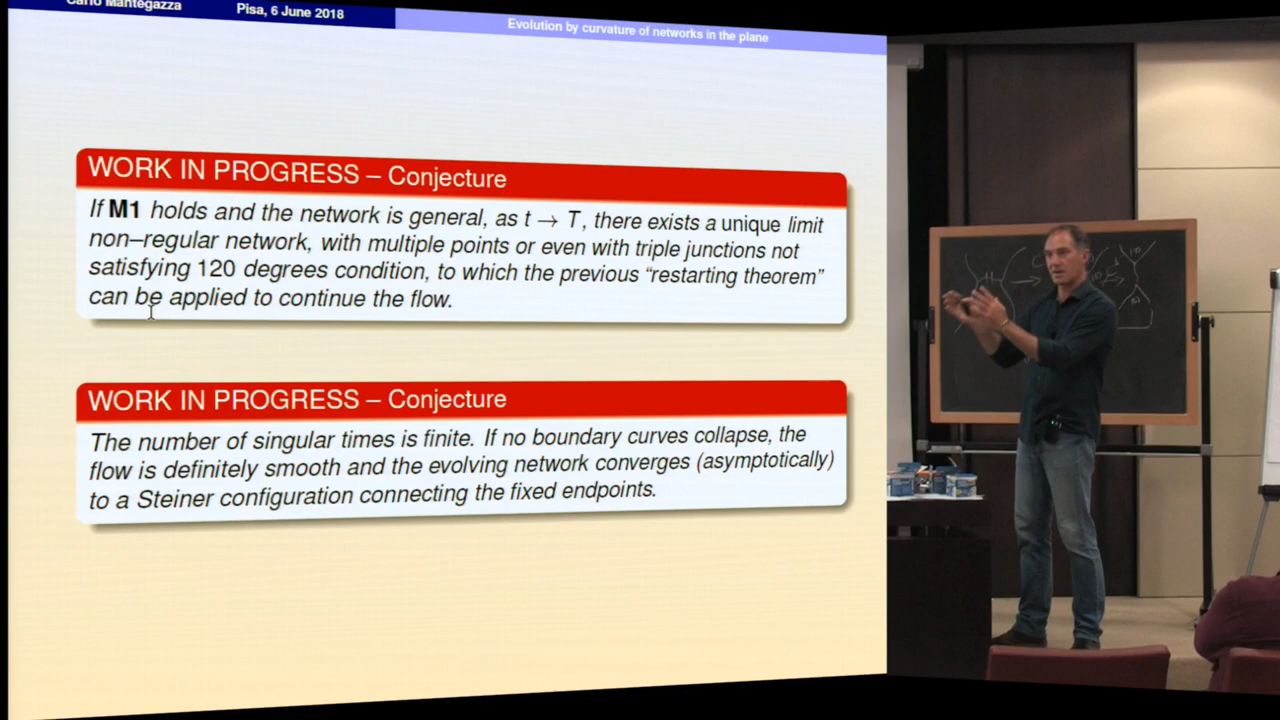 Carlo Mantegazza Pisa, 6 June 2018 Evolution by curvature of networks in the plane
WORK IN PROGRESS – Conjecture
If M1 holds and the network is general, as t → T, there exists a unique limit
non–regular network, with multiple points or even with triple junctions not
satisfying 120 degrees condition, to which the previous “restarting theorem”
can be applied to continue the flow.
WORK IN PROGRESS – Conjecture
The number of singular times is finite. If no boundary curves collapse, the
flow is definitely smooth and the evolving network converges (asymptotically)
to a Steiner configuration connecting the fixed endpoints.